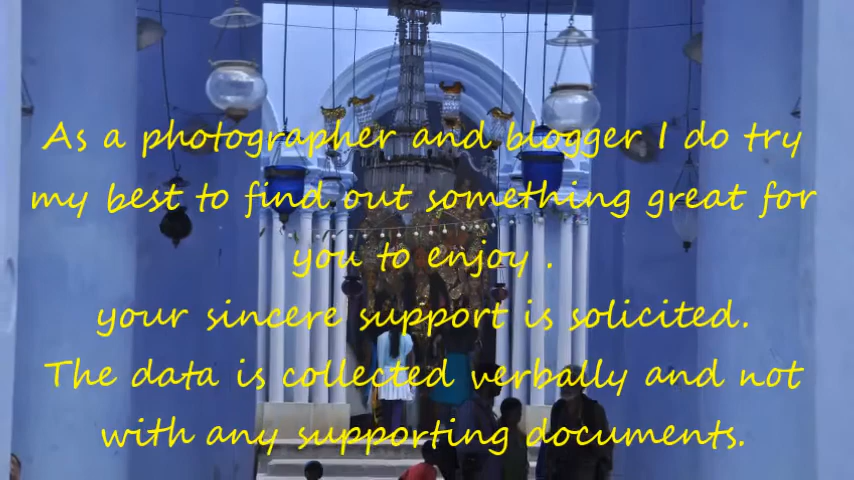 As a photographer and blogger I do try
my best to find out something great for
you to enjoy .
your sincere support is solicited.
The data is collected verbally and not
with any supporting documents.